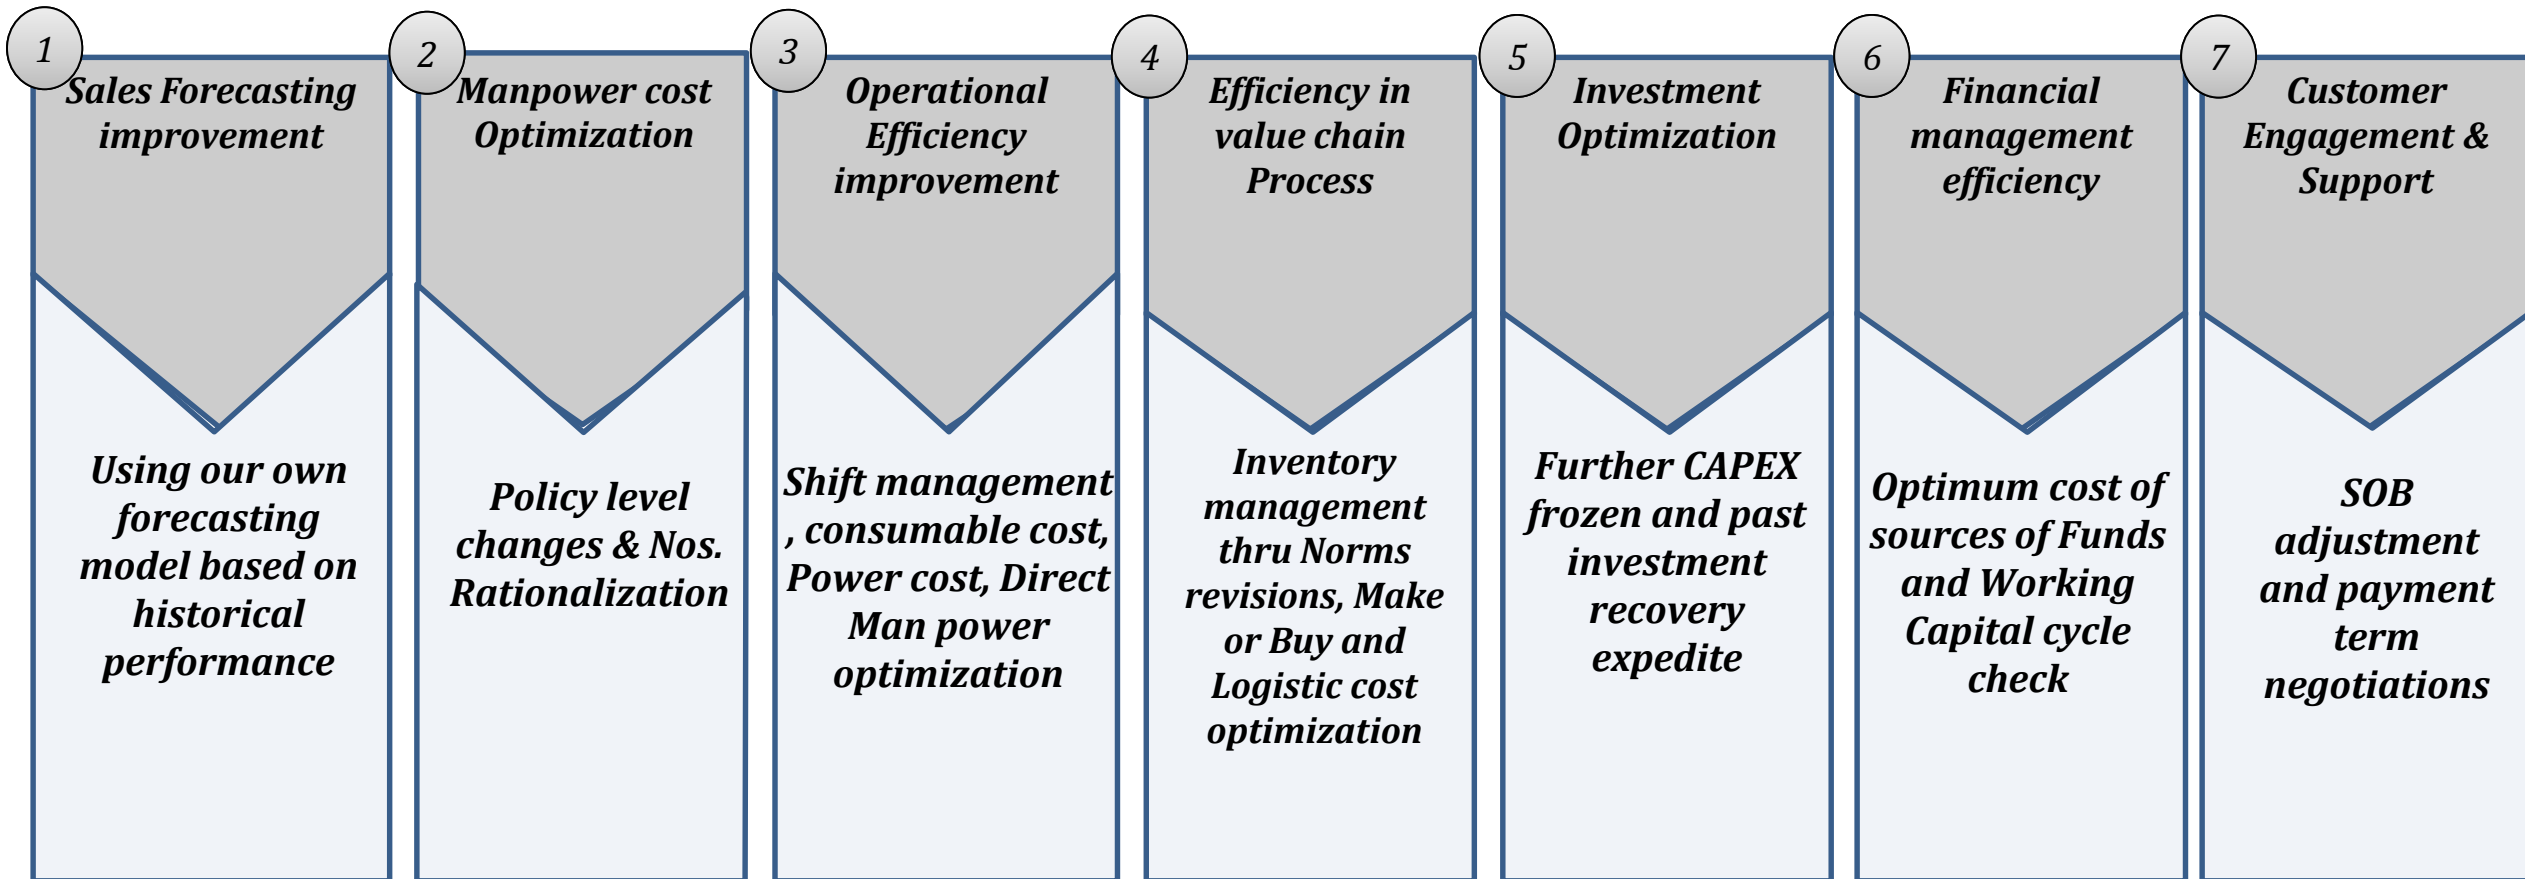 1
Sales Forecasting
improvement
Using our own
forecasting
model based on
historical
performance
2
Manpower cost
Optimization
Policy level
changes & Nos.
Rationalization
3
Operational
Efficiency
improvement
Shift management
, consumable cost,
Power cost, Direct
Man power
optimization
4
Efficiency in
value chain
Process
Inventory
management
thru Norms
revisions, Make
or Buy and
Logistic cost
optimization
5
Investment
Optimization
Further CAPEX
frozen and past
investment
recovery
expedite
6
Financial
management
efficiency
Optimum cost of
sources of Funds
and Working
Capital cycle
check
7
Customer
Engagement &
Support
SOB
adjustment
and payment
term
negotiations